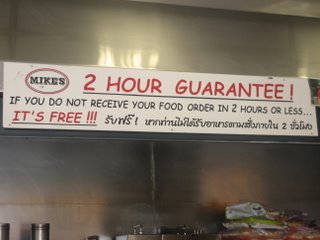 MIKE'S
2 HOUR GUARANTEE!
IF YOU DO NOT RECEIVE YOUR FOOD ORDER IN 2 HOURS OR LESS...
IT'S FREE!!! รับฟรี! หากท่านไม่ได้รับอาหารตามสั่งภายใน 2 ชั่วโมง